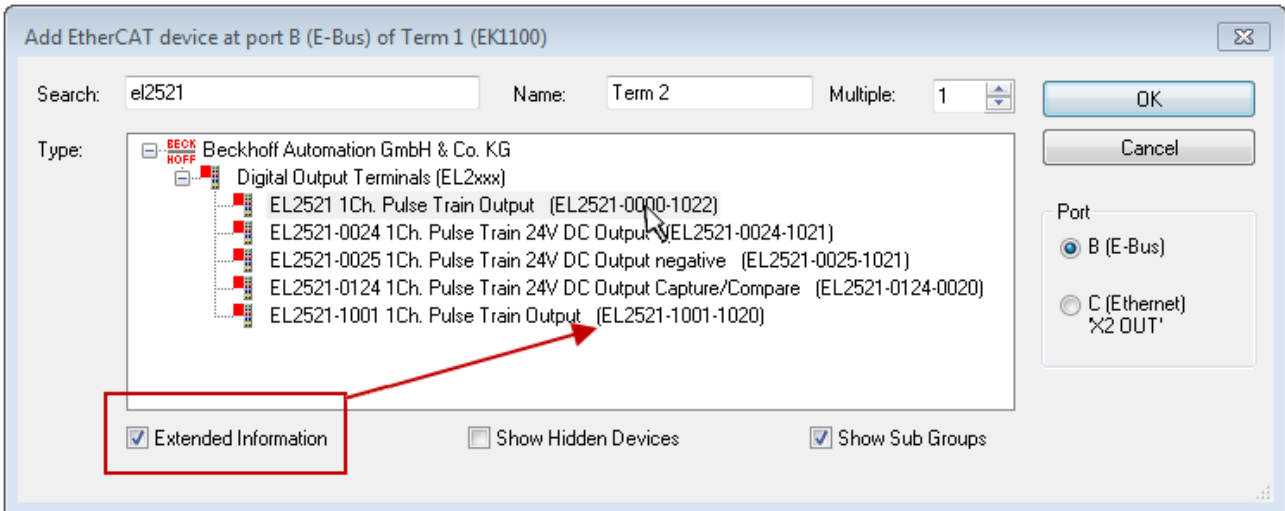 Add EtherCAT device at port B (E-Bus) of Term 1 (EK1100)
Search: el2521 Name: Term 2 Multiple: 1 OK
Type: BECK HOFF Beckhoff Automation GmbH & Co. KG Cancel
Digital Output Terminals (EL2xxx)
EL2521 1Ch. Pulse Train Output (EL2521-0000-1022)
Port
EL2521-0024 1Ch. Pulse Train 24V DC Output (EL2521-0024-1021)
B (E-Bus)
EL2521-0025 1Ch. Pulse Train 24V DC Output negative (EL2521-0025-1021)
EL2521-0124 1Ch. Pulse Train 24V DC Output Capture/Compare (EL2521-0124-0020)
C (Ethernet)
EL2521-1001 1Ch. Pulse Train Output (EL2521-1001-1020)
'X2 OUT'
Extended Information Show Hidden Devices Show Sub Groups